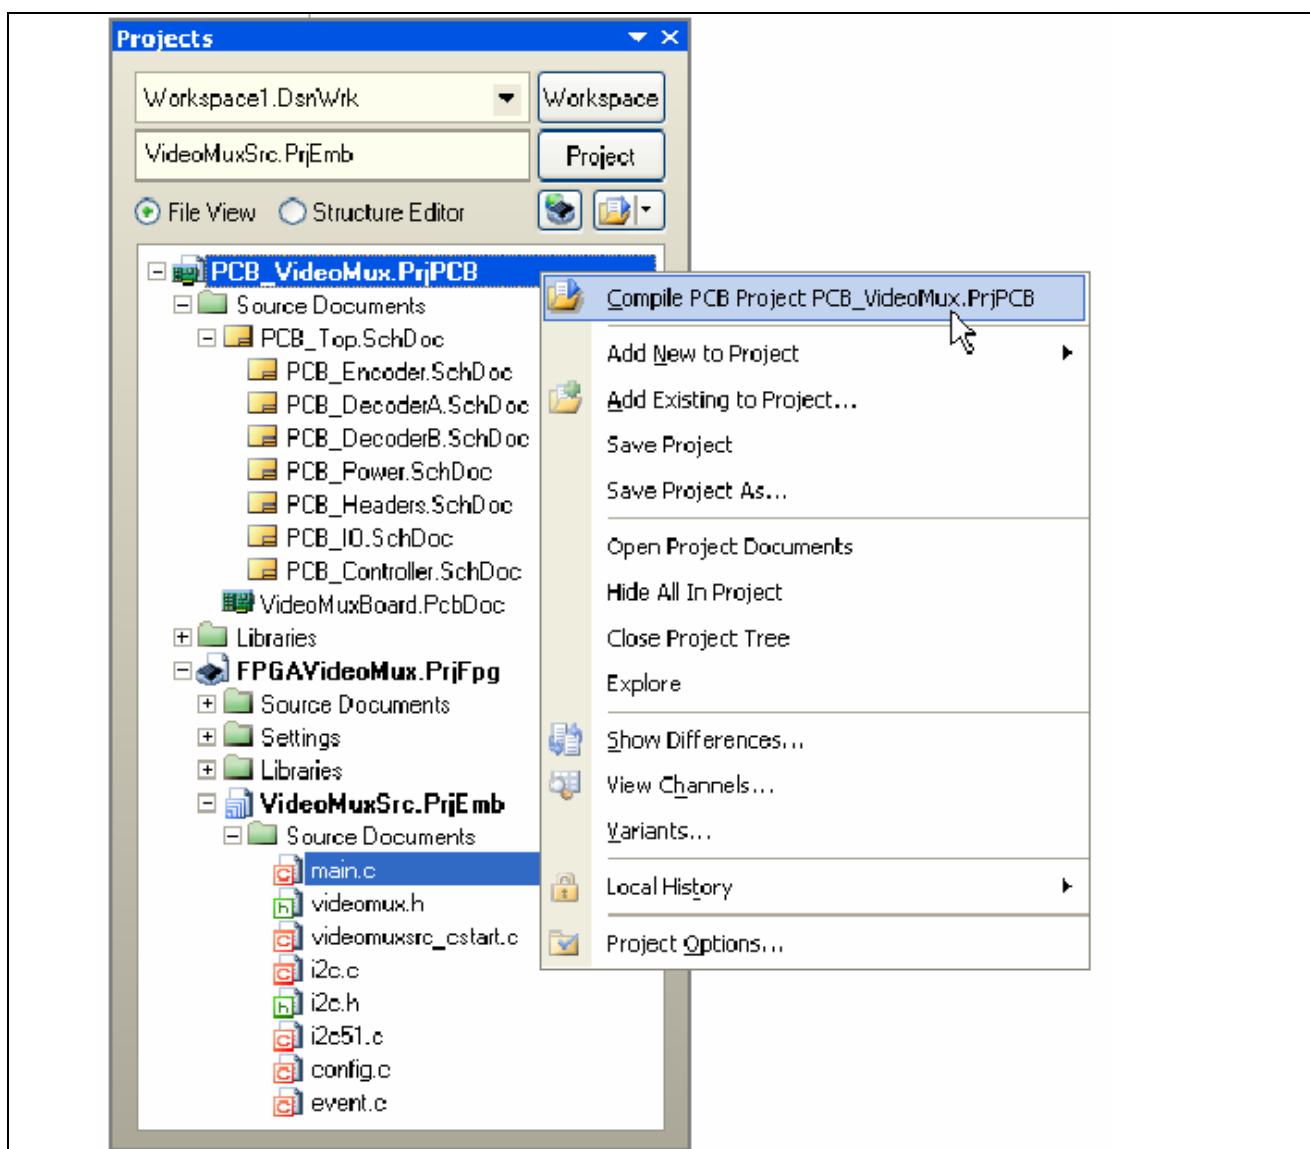 Projects
Workspace1.DsnWrk
Workspace
VideoMuxSrc.PrjEmb
Project
File View
Structure Editor
PCB_VideoMux.PrjPCB
Source Documents
PCB_Top.SchDoc
PCB_Encoder.SchDoc
PCB_DecoderA.SchDoc
PCB_DecoderB.SchDoc
PCB_Power.SchDoc
PCB_Headers.SchDoc
PCB_IO.SchDoc
PCB_Controller.SchDoc
VideoMuxBoard.PcbDoc
Libraries
FPGAVideoMux.PrjFpg
Source Documents
Settings
Libraries
VideoMuxSrc.PrjEmb
Source Documents
main.c
videomux.h
videomuxsrc_cstart.c
i2c.c
i2c.h
i2c51.c
config.c
event.c
Compile PCB Project PCB_VideoMux.PrjPCB
Add New to Project
Add Existing to Project...
Save Project
Save Project As...
Open Project Documents
Hide All In Project
Close Project Tree
Explore
Show Differences...
View Channels...
Variants...
Local History
Project Options...